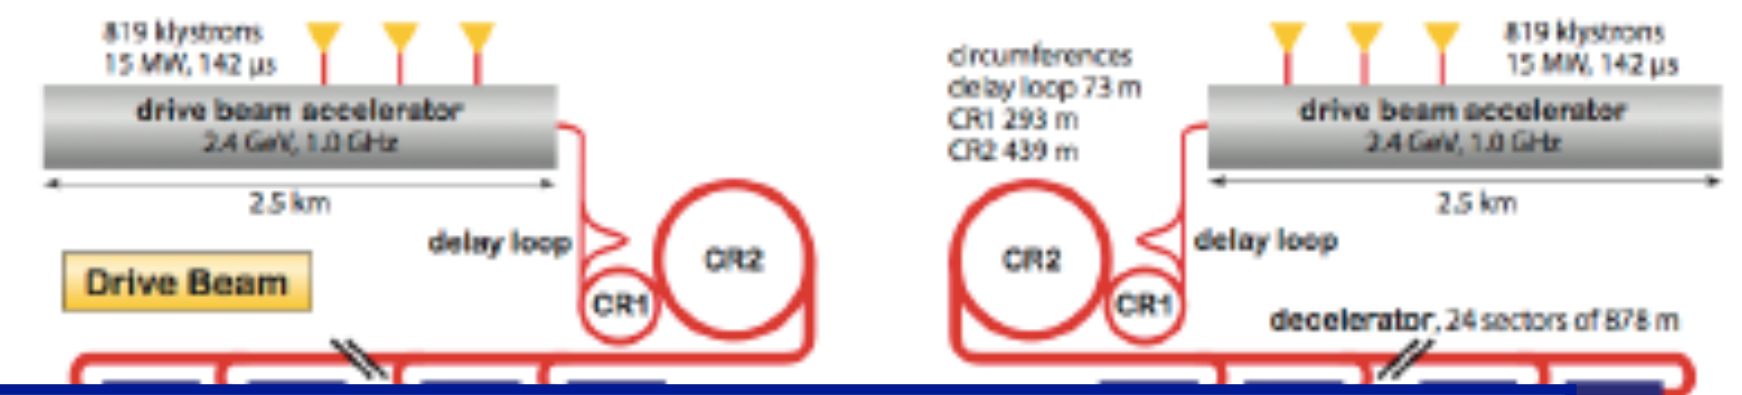 819 klystrons
15 MW, 142 µs
drive beam accelerator
2.4 GeV, 1.0 GHz
2.5 km
delay loop
CR2
CR1
Drive Beam
circumferences
delay loop 73 m
CR1 293 m
CR2 439 m
819 klystrons
15 MW, 142 µs
drive beam accelerator
2.4 GeV, 1.0 GHz
2.5 km
delay loop
CR2
CR1
decelerator, 24 sectors of 878 m